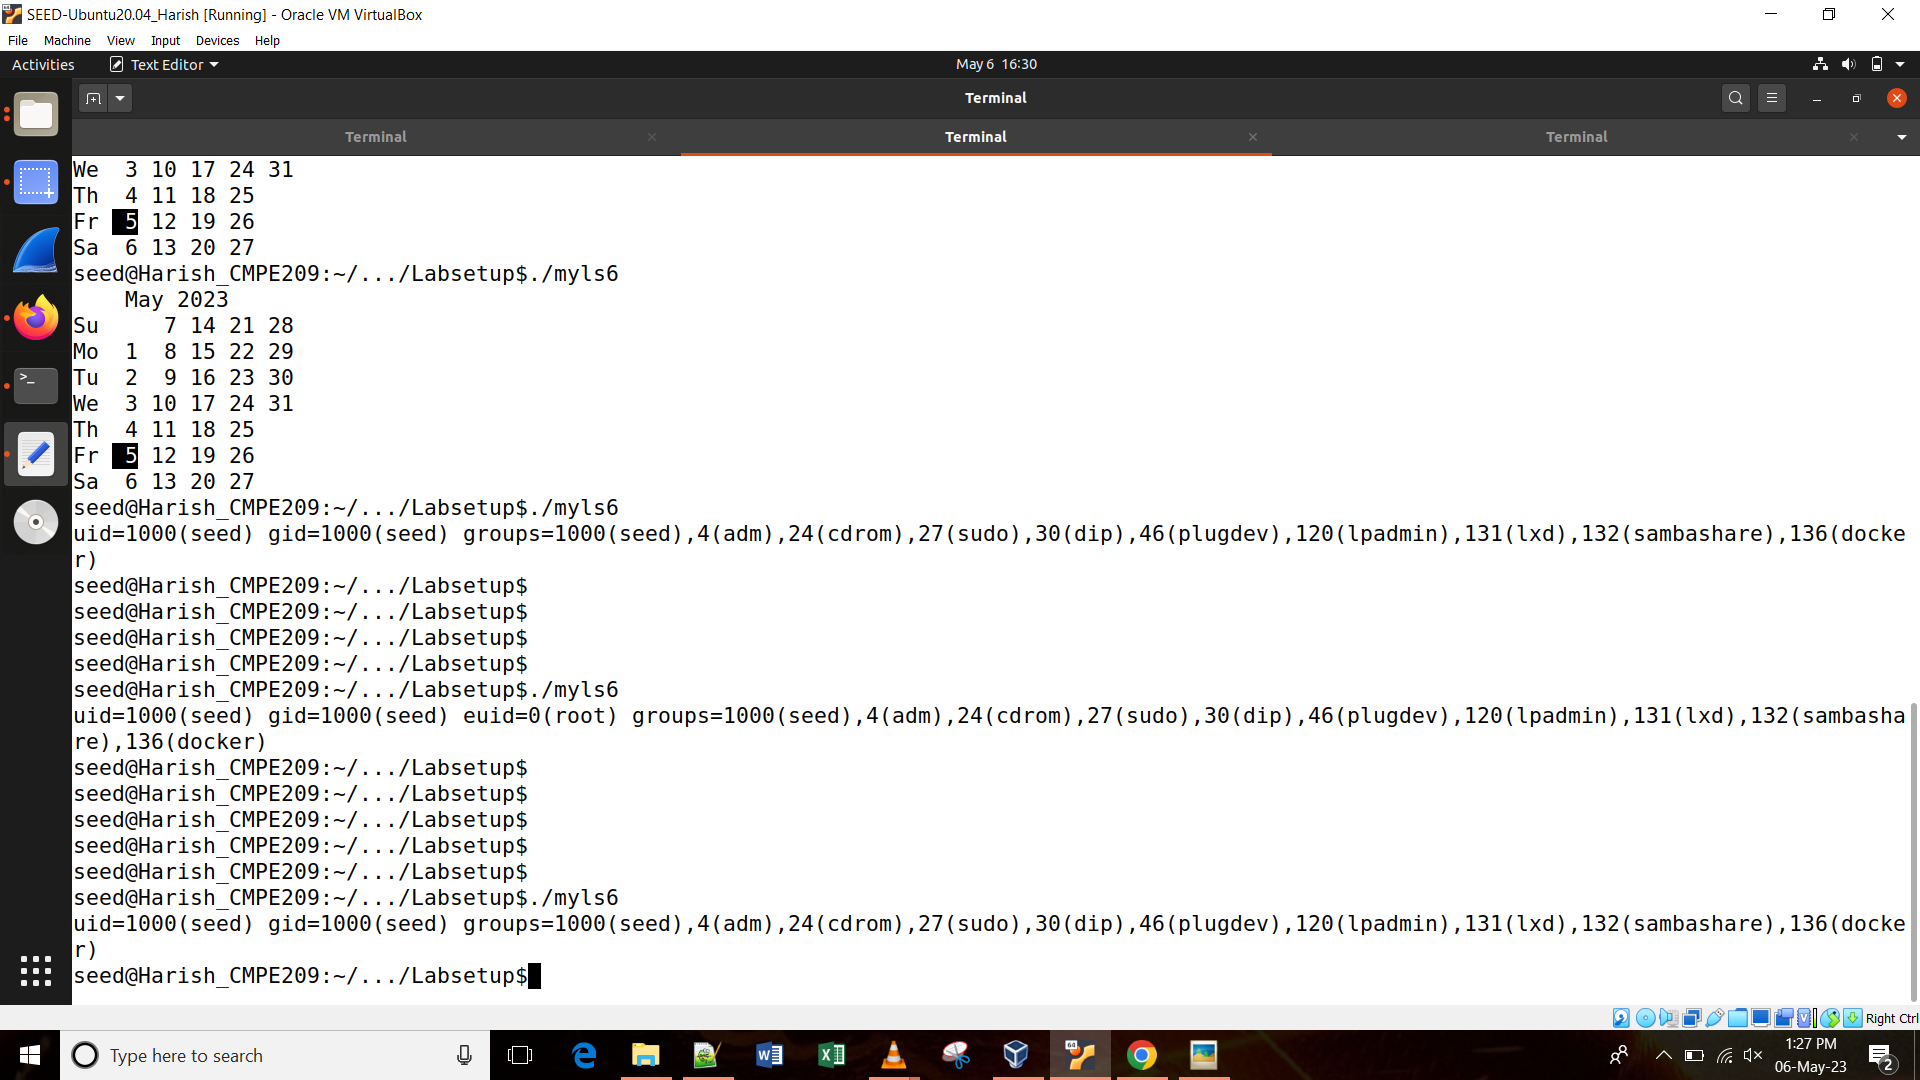 SEED-Ubuntu20.04_Harish [Running] - Oracle VM VirtualBox
File Machine View Input Devices Help
Activities Text Editor May 6 16:30
Terminal
Terminal Terminal Terminal
We  3 10 17 24 31
Th  4 11 18 25
Fr  5 12 19 26
Sa  6 13 20 27
seed@Harish_CMPE209:~/.../Labsetup$./myls6
    May 2023
Su     7 14 21 28
Mo  1  8 15 22 29
Tu  2  9 16 23 30
We  3 10 17 24 31
Th  4 11 18 25
Fr  5 12 19 26
Sa  6 13 20 27
seed@Harish_CMPE209:~/.../Labsetup$./myls6
uid=1000(seed) gid=1000(seed) groups=1000(seed),4(adm),24(cdrom),27(sudo),30(dip),46(plugdev),120(lpadmin),131(lxd),132(sambashare),136(docke
r)
seed@Harish_CMPE209:~/.../Labsetup$
seed@Harish_CMPE209:~/.../Labsetup$
seed@Harish_CMPE209:~/.../Labsetup$
seed@Harish_CMPE209:~/.../Labsetup$
seed@Harish_CMPE209:~/.../Labsetup$./myls6
uid=1000(seed) gid=1000(seed) euid=0(root) groups=1000(seed),4(adm),24(cdrom),27(sudo),30(dip),46(plugdev),120(lpadmin),131(lxd),132(sambasha
re),136(docker)
seed@Harish_CMPE209:~/.../Labsetup$
seed@Harish_CMPE209:~/.../Labsetup$
seed@Harish_CMPE209:~/.../Labsetup$
seed@Harish_CMPE209:~/.../Labsetup$
seed@Harish_CMPE209:~/.../Labsetup$
seed@Harish_CMPE209:~/.../Labsetup$./myls6
uid=1000(seed) gid=1000(seed) groups=1000(seed),4(adm),24(cdrom),27(sudo),30(dip),46(plugdev),120(lpadmin),131(lxd),132(sambashare),136(docke
r)
seed@Harish_CMPE209:~/.../Labsetup$
Right Ctrl
Type here to search
1:27 PM
06-May-23
2